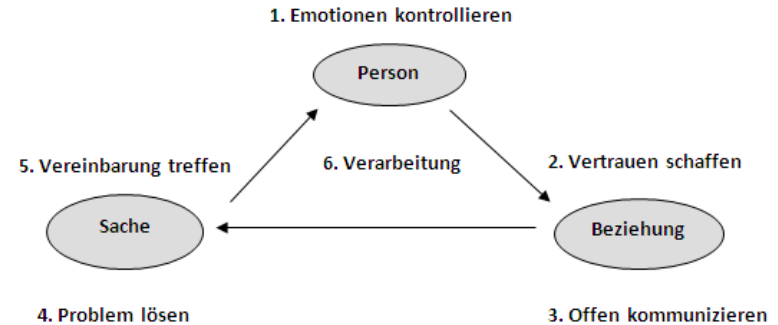 1. Emotionen kontrollieren
Person
5. Vereinbarung treffen
6. Verarbeitung
2. Vertrauen schaffen
Sache
Beziehung
4. Problem lösen
3. Offen kommunizieren